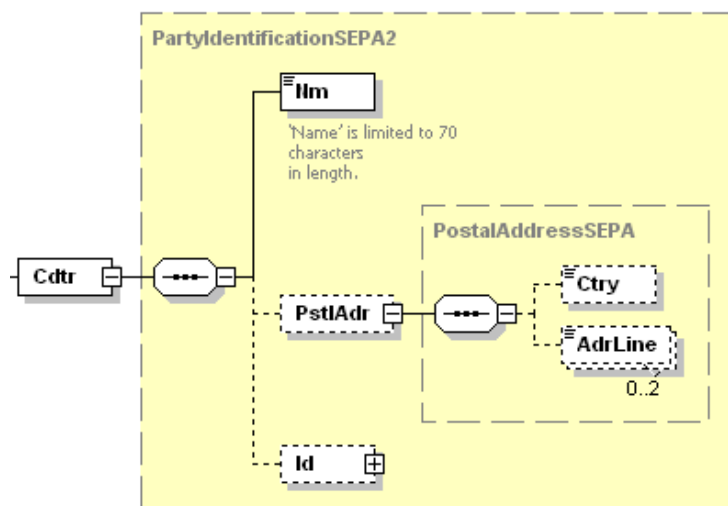 PartyIdentificationSEPA2
Nm
'Name' is limited to 70
characters
in length.
PostalAddressSEPA
Cdtr
Ctry
PstlAdr
AdrLine
0..2
Id